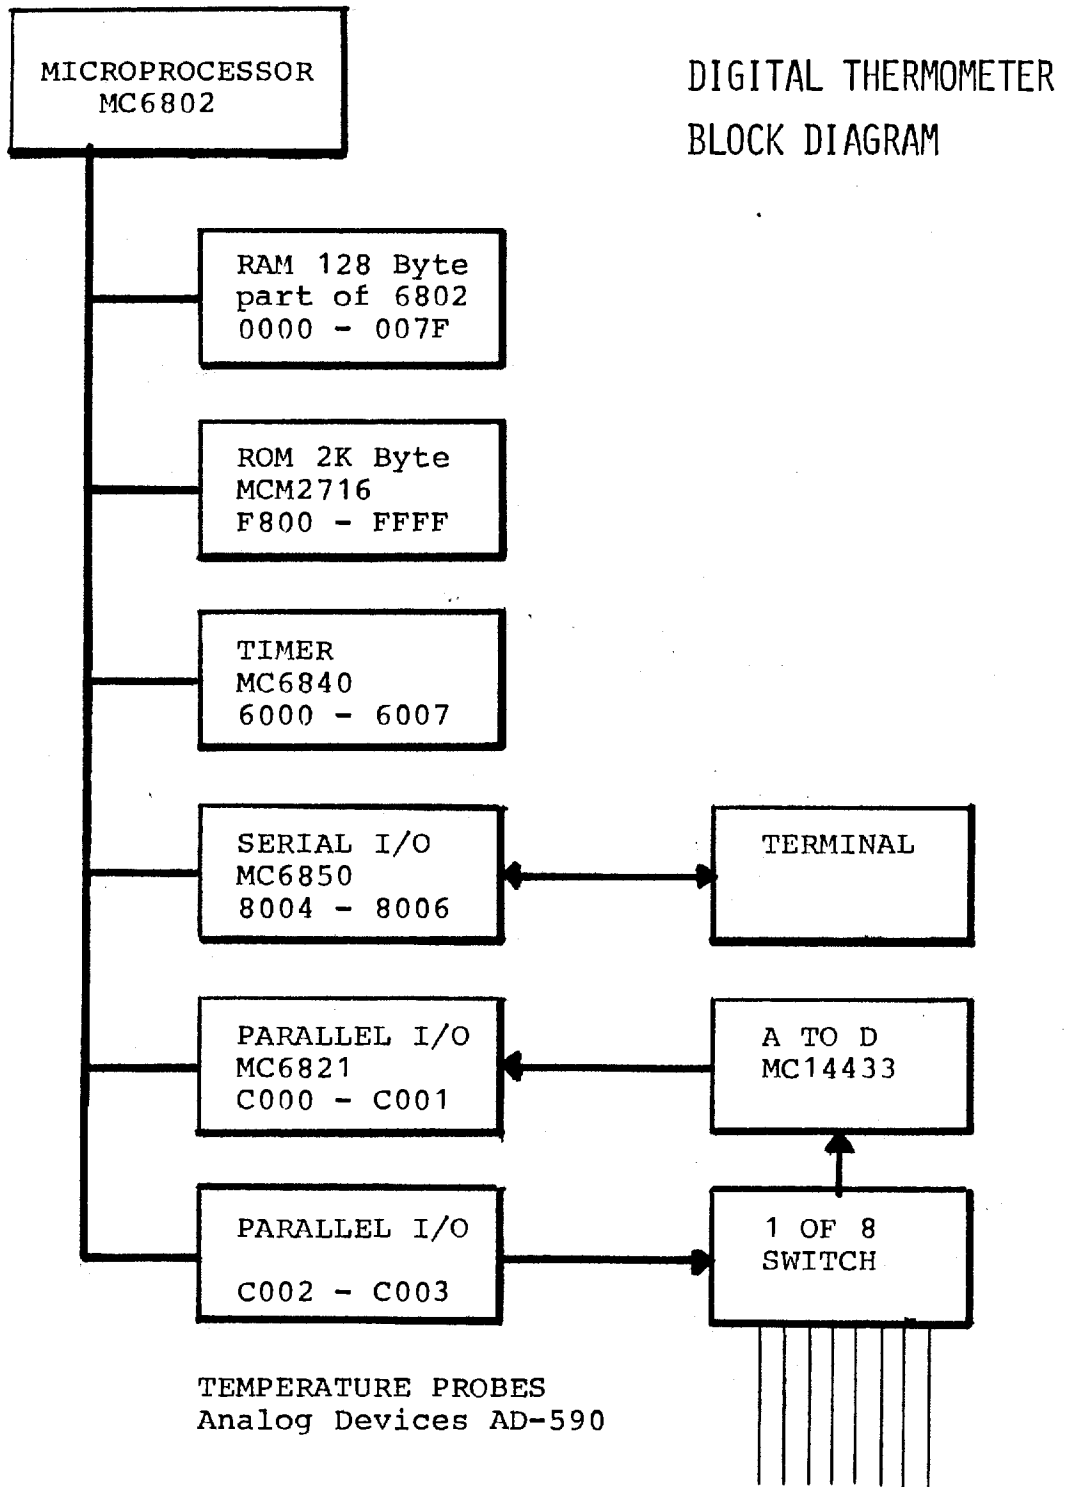 MICROPROCESSOR
MC6802
DIGITAL THERMOMETER
BLOCK DIAGRAM
RAM 128 Byte
part of 6802
0000 - 007F
ROM 2K Byte
MCM2716
F800 - FFFF
TIMER
MC6840
6000 - 6007
SERIAL I/O
MC6850
8004 - 8006
TERMINAL
PARALLEL I/O
MC6821
C000 - C001
A TO D
MC14433
PARALLEL I/O
C002 - C003
1 OF 8
SWITCH
TEMPERATURE PROBES
Analog Devices AD-590